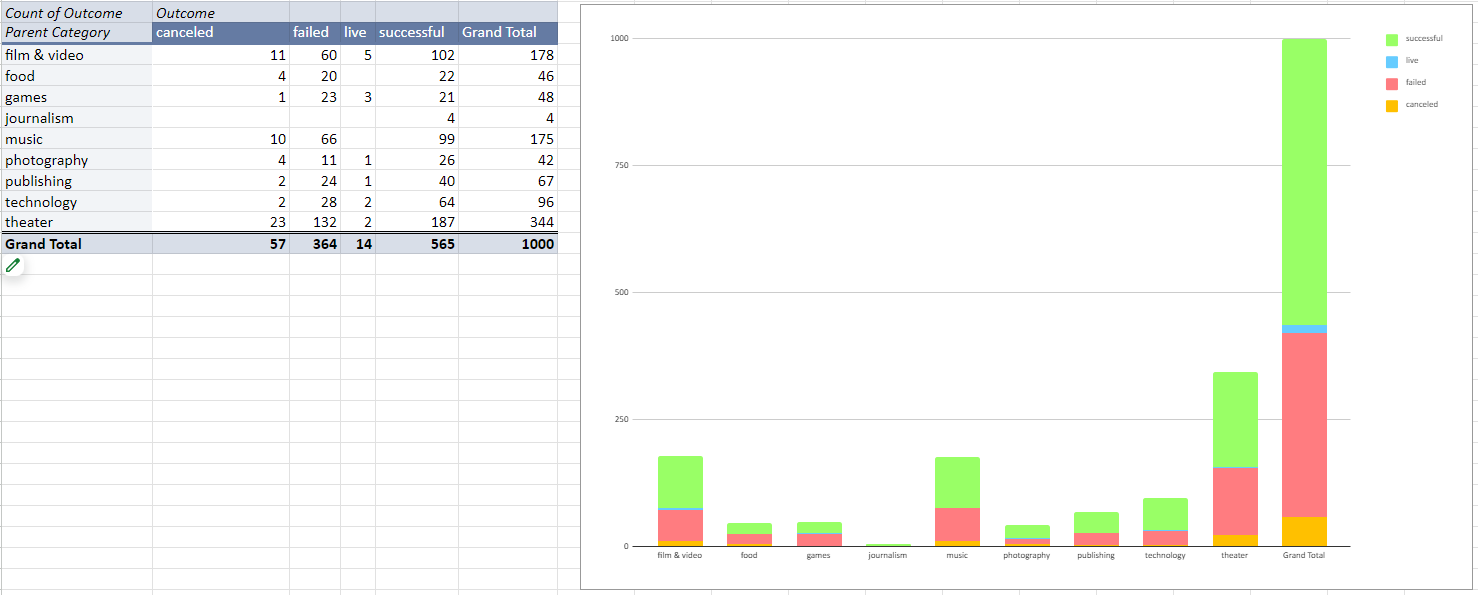 Count of Outcome Outcome
Parent Category canceled failed live successful Grand Total
film & video 11 60 5 102 178
food 4 20 22 46
games 1 23 3 21 48
journalism 4 4
music 10 66 99 175
photography 4 11 1 26 42
publishing 2 24 1 40 67
technology 2 28 2 64 96
theater 23 132 2 187 344
Grand Total 57 364 14 565 1000
1000
750
500
250
0
film & video food games journalism music photography publishing technology theater Grand Total
successful
live
failed
canceled